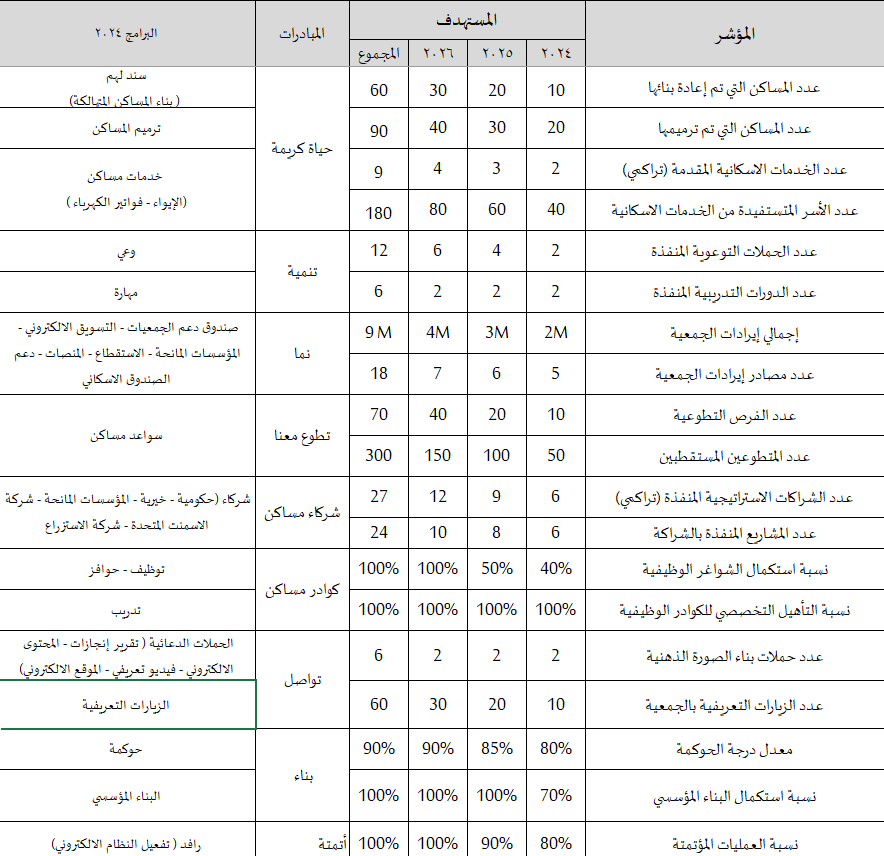 المؤشر المستهدف المبادرات البرامج ٢٠٢٤
٢٠٢٤ ٢٠٢٥ ٢٠٢٦ المجموع
عدد المساكن التي تم إعادة بنائها 10 20 30 60 حياة كريمة سند لهم
( بناء المساكن المتهالكة)
عدد المساكن التي تم ترميمها 20 30 40 90 ترميم المساكن
عدد الخدمات الاسكانية المقدمة (تراكمي) 2 3 4 9 خدمات مساكن
(الإيواء - فواتير الكهرباء )
عدد الأسر المتستفيدة من الخدمات الاسكانية 40 60 80 180
عدد الحملات التوعوية المنفذة 2 4 6 12 تنمية وعي
عدد الدورات التدريبية المنفذة 2 2 2 6 مهارة
إجمالي إيرادات الجمعية 2M 3M 4M 9 M نما صندوق دعم الجمعيات - التسويق الالكتروني -
المؤسسات المانحة - الاستقطاع - المنصات - دعم
الصندوق الاسكاني
عدد مصادر إيرادات الجمعية 5 6 7 18
عدد الفرص التطوعية 10 20 40 70 تطوع معنا سواعد مساكن
عدد المتطوعين المستقطبين 50 100 150 300
عدد الشراكات الاستراتيجية المنفذة (تراكمي) 6 9 12 27 شركاء مساكن شركاء (حكومية - خيرية - المؤسسات المانحة - شركة
الاسمنت المتحدة - شركة الاستزراع
عدد المشاريع المنفذة بالشراكة 6 8 10 24
نسبة استكمال الشواغر الوظيفية 40% 50% 100% 100% كوادر مساكن توظيف - حوافز
نسبة التأهيل التخصصي للكوادر الوظيفية 100% 100% 100% 100% تدريب
عدد حملات بناء الصورة الذهنية 2 2 2 6 تواصل الحملات الدعائية ( تقرير إنجازات - المحتوى
الالكتروني - فيديو تعريفي - الموقع الالكتروني)
عدد الزيارات التعريفية بالجمعية 10 20 30 60 الزيارات التعريفية
معدل درجة الحوكمة 80% 85% 90% 90% بناء حوكمة
نسبة استكمال البناء المؤسسي 70% 100% 100% 100% البناء المؤسسي
نسبة العمليات المؤتمتة 80% 90% 100% 100% أتمتة رافد ( تفعيل النظام الالكتروني)